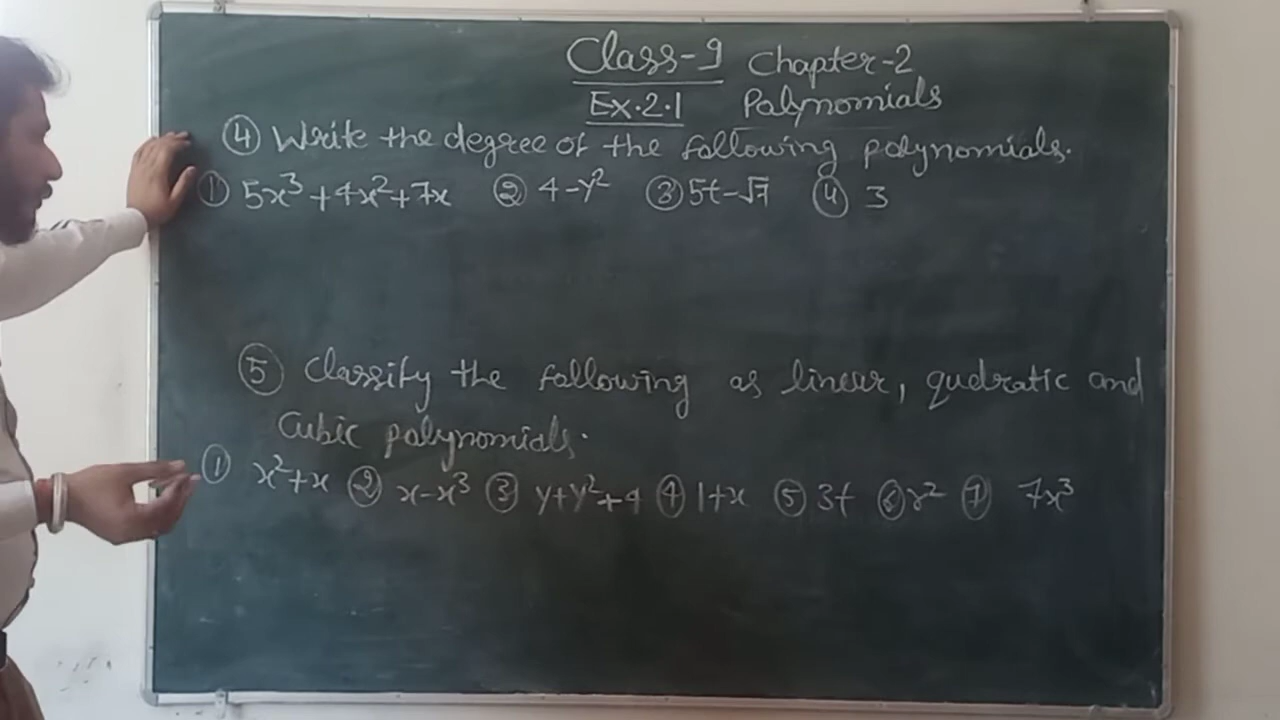 Class-9 Chapter-2
Ex.2.1 Polynomials
④ Write the degree of the following polynomials.
① 5x³+4x²+7x ② 4-y² ③ 5t-√7 ④ 3
⑤ Classify the following as linear, quadratic and
Cubic polynomials.
① x²+x ② x-x³ ③ y+y²+4 ④ 1+x ⑤ 3t ⑥ r² ⑦ 7x³